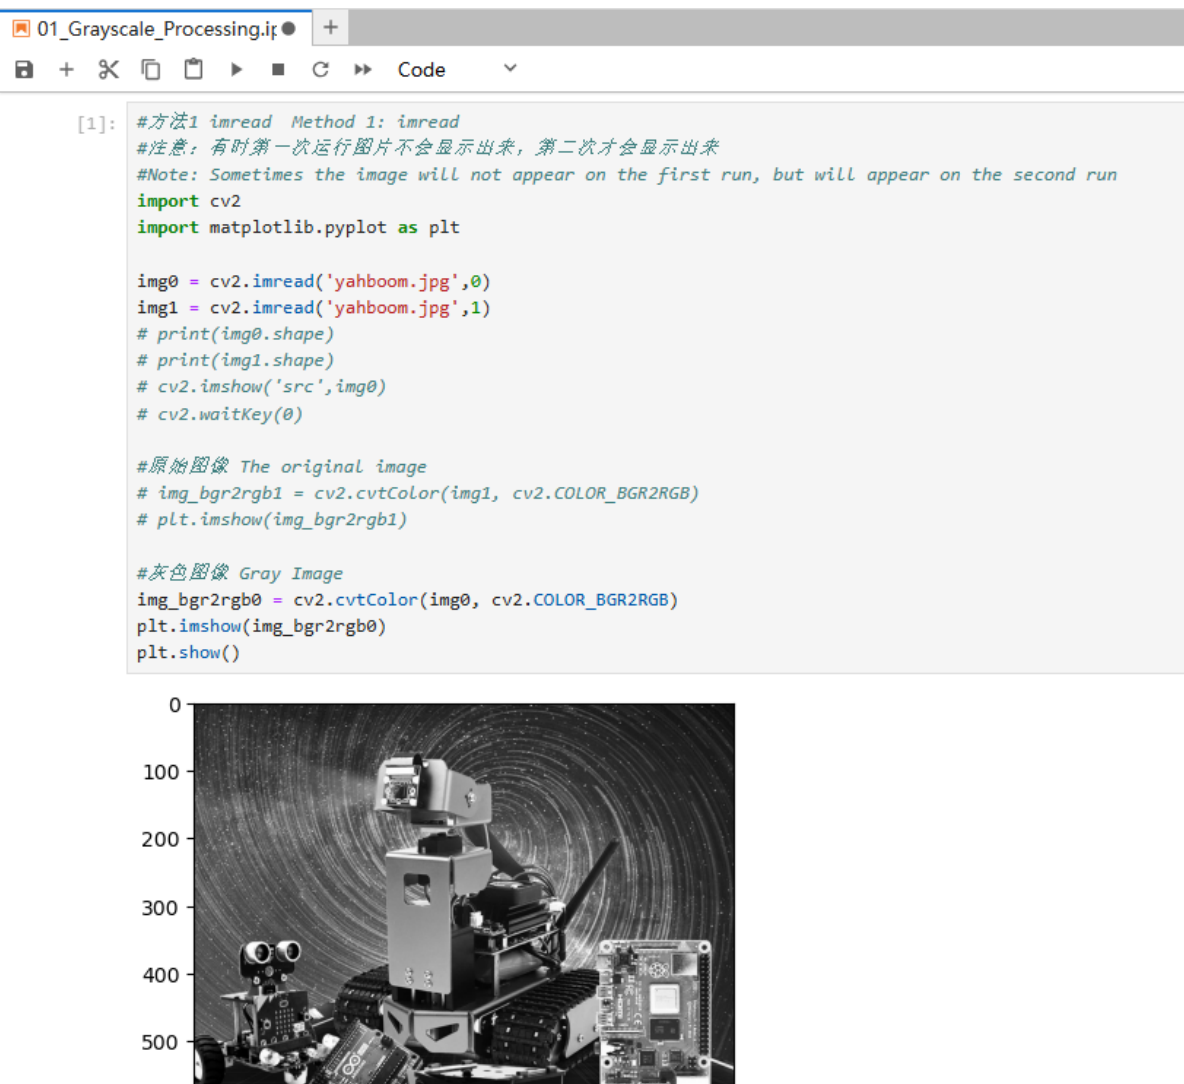 01_Grayscale_Processing.ip
Code
[1]:
#方法1 imread  Method 1: imread
#注意：有时第一次运行图片不会显示出来，第二次才会显示出来
#Note: Sometimes the image will not appear on the first run, but will appear on the second run
import cv2
import matplotlib.pyplot as plt
img0 = cv2.imread('yahboom.jpg',0)
img1 = cv2.imread('yahboom.jpg',1)
# print(img0.shape)
# print(img1.shape)
# cv2.imshow('src',img0)
# cv2.waitKey(0)
#原始图像 The original image
# img_bgr2rgb1 = cv2.cvtColor(img1, cv2.COLOR_BGR2RGB)
# plt.imshow(img_bgr2rgb1)
#灰色图像 Gray Image
img_bgr2rgb0 = cv2.cvtColor(img0, cv2.COLOR_BGR2RGB)
plt.imshow(img_bgr2rgb0)
plt.show()
0
100
200
300
400
500